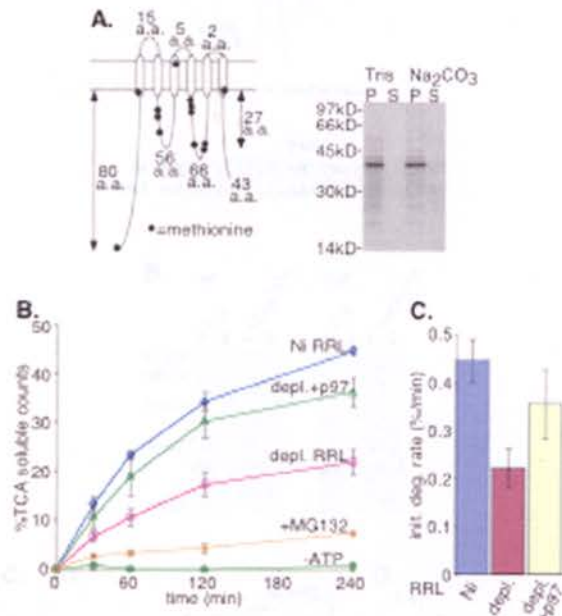 A.
15
a.a.
5
a.a.
2
a.a.
27
a.a.
80
a.a.
56
a.a.
66
a.a.
43
a.a.
•=methionine
Tris Na2CO3
P S P S
97kD-
66kD-
45kD-
30kD-
14kD-
B.
%TCA soluble counts
50
40
30
20
10
0
Ni RRL
depl.+p97
depl. RRL
+MG132
-ATP
0 60 120 240
time (min)
C.
init. deg. rate (%/min)
0.5
0.4
0.3
0.2
0.1
0
RRL Ni depl. depl. p97